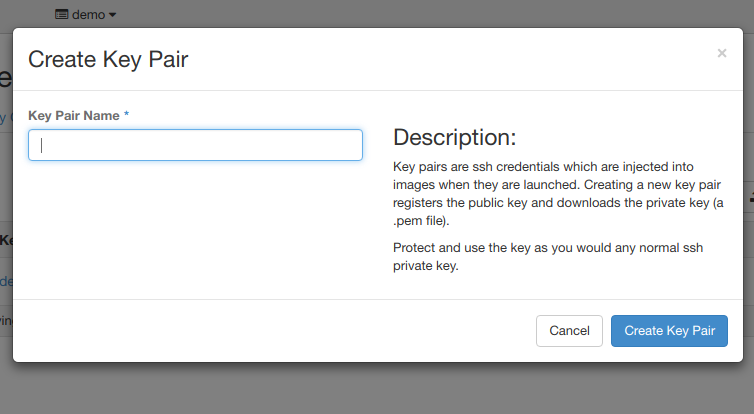 demo
Create Key Pair
×
Key Pair Name *
Description:
Key pairs are ssh credentials which are injected into
images when they are launched. Creating a new key pair
registers the public key and downloads the private key (a
.pem file).
Protect and use the key as you would any normal ssh
private key.
Cancel
Create Key Pair